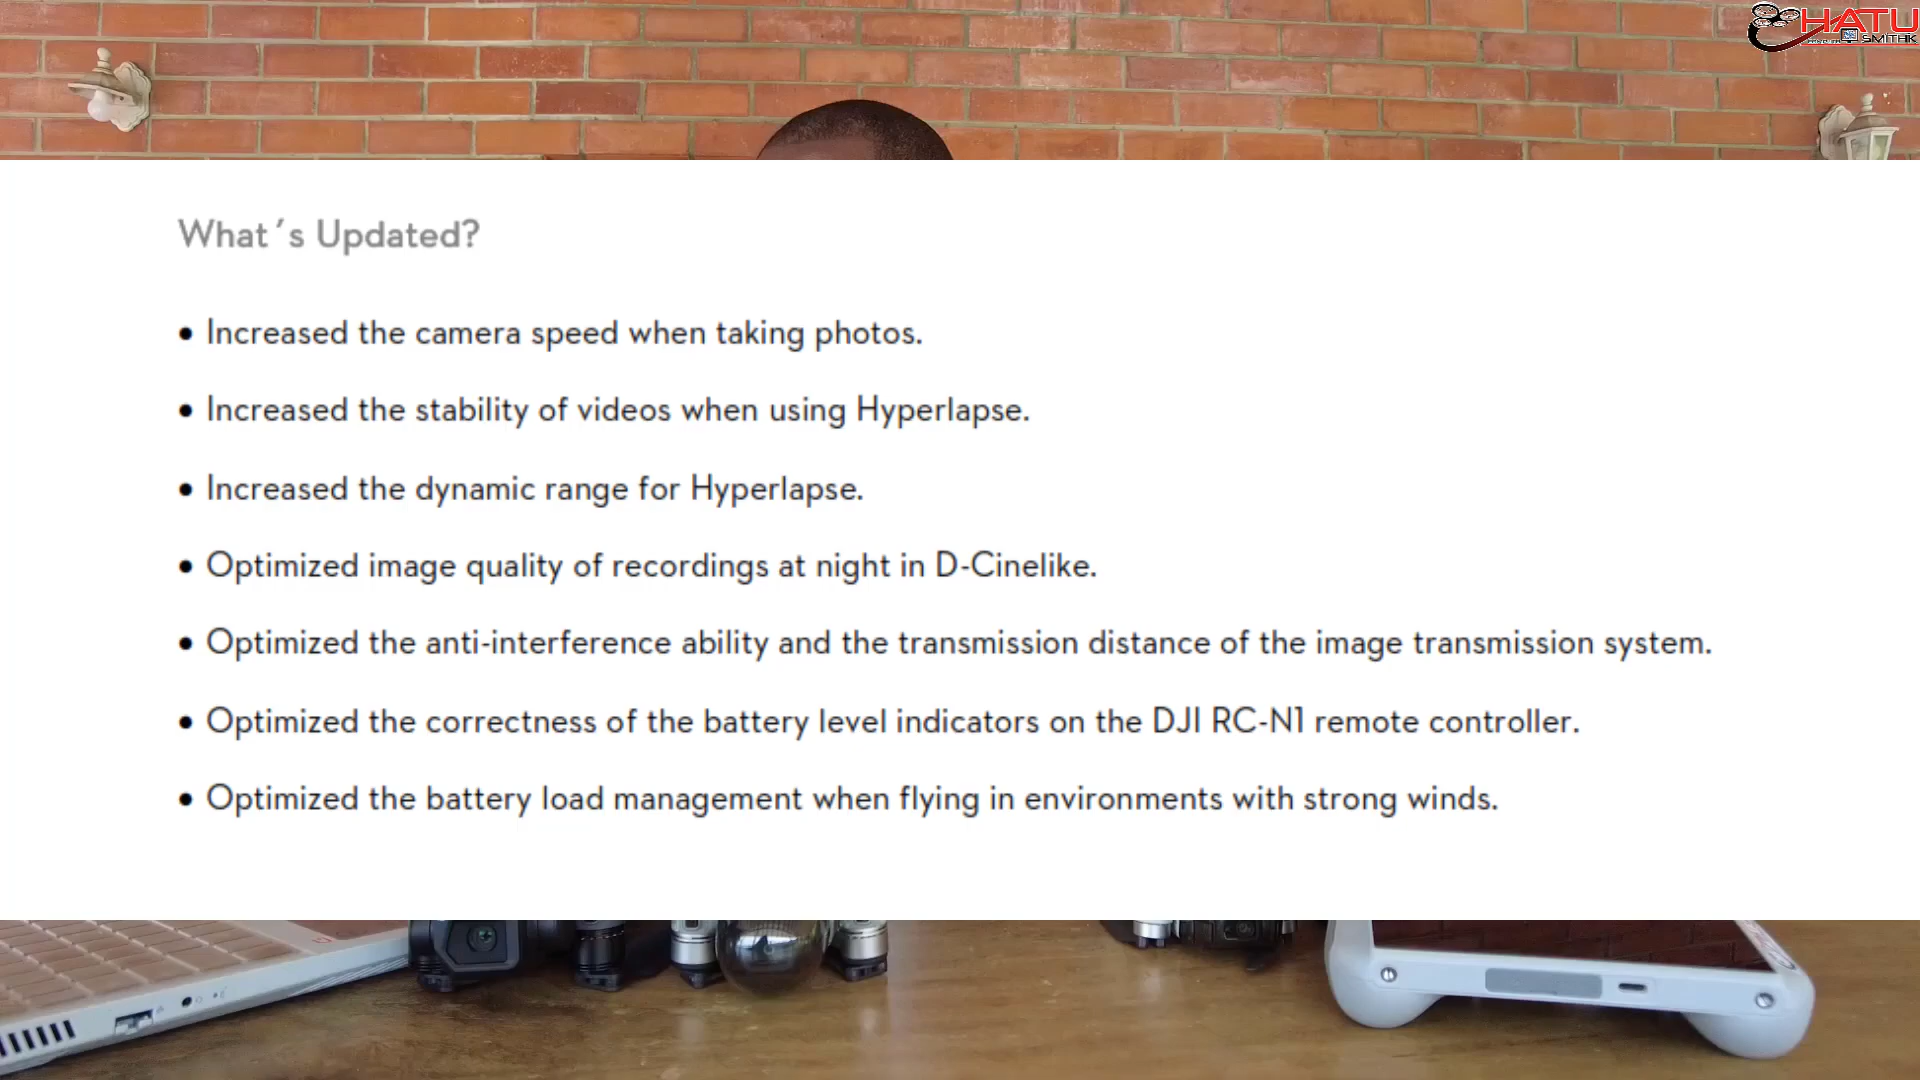 HATU
SMITHK
What´s Updated?
• Increased the camera speed when taking photos.
• Increased the stability of videos when using Hyperlapse.
• Increased the dynamic range for Hyperlapse.
• Optimized image quality of recordings at night in D-Cinelike.
• Optimized the anti-interference ability and the transmission distance of the image transmission system.
• Optimized the correctness of the battery level indicators on the DJI RC-N1 remote controller.
• Optimized the battery load management when flying in environments with strong winds.